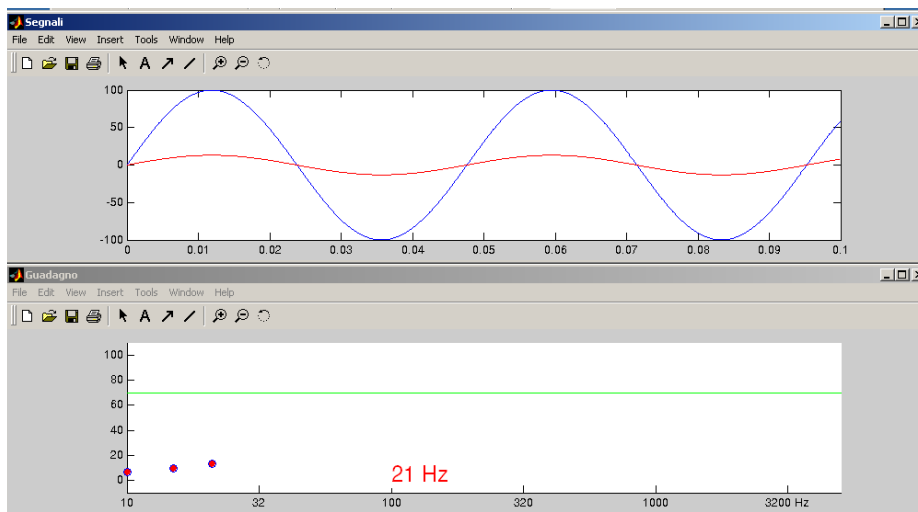 Segnali
File Edit View Insert Tools Window Help
A
100
50
0
-50
-100
0 0.01 0.02 0.03 0.04 0.05 0.06 0.07 0.08 0.09 0.1
Guadagno
File Edit View Insert Tools Window Help
A
100
80
60
40
20
0
21 Hz
10 32 100 320 1000 3200 Hz